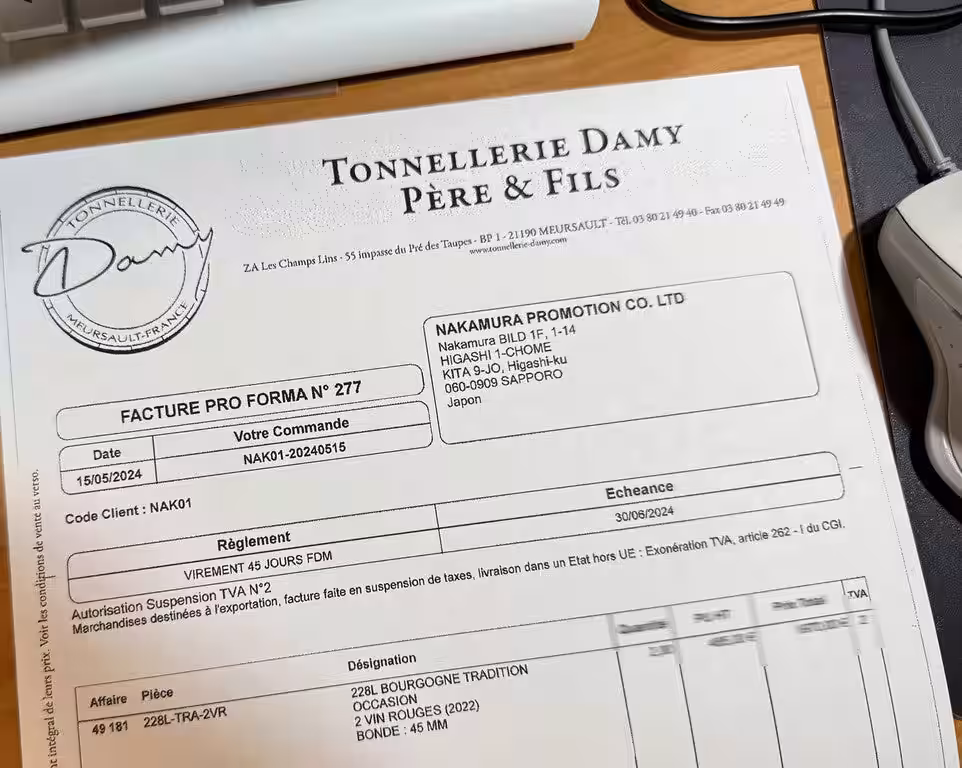 TONNELLERIE DAMY
PÈRE & FILS
TONNELLERIE
Damy
MEURSAULT-FRANCE
ZA Les Champs Lins - 55 impasse du Pré des Taupes - BP 1 - 21190 MEURSAULT - Tél. 03 80 21 49 40 - Fax 03 80 21 49 49
www.tonnellerie-damy.com
NAKAMURA PROMOTION CO. LTD
Nakamura BILD 1F, 1-14
HIGASHI 1-CHOME
KITA 9-JO, Higashi-ku
060-0909 SAPPORO
Japon
FACTURE PRO FORMA N° 277
Date Votre Commande
15/05/2024 NAK01-20240515
Code Client : NAK01
Règlement Echeance
VIREMENT 45 JOURS FDM 30/06/2024
Autorisation Suspension TVA N°2
Marchandises destinées à l'exportation, facture faite en suspension de taxes, livraison dans un Etat hors UE : Exonération TVA, article 262 - I du CGI.
Affaire Pièce Désignation TVA
49 181 228L-TRA-2VR 228L BOURGOGNE TRADITION
OCCASION
2 VIN ROUGES (2022)
BONDE : 45 MM
intégral de leurs prix. Voir les conditions de vente au verso.